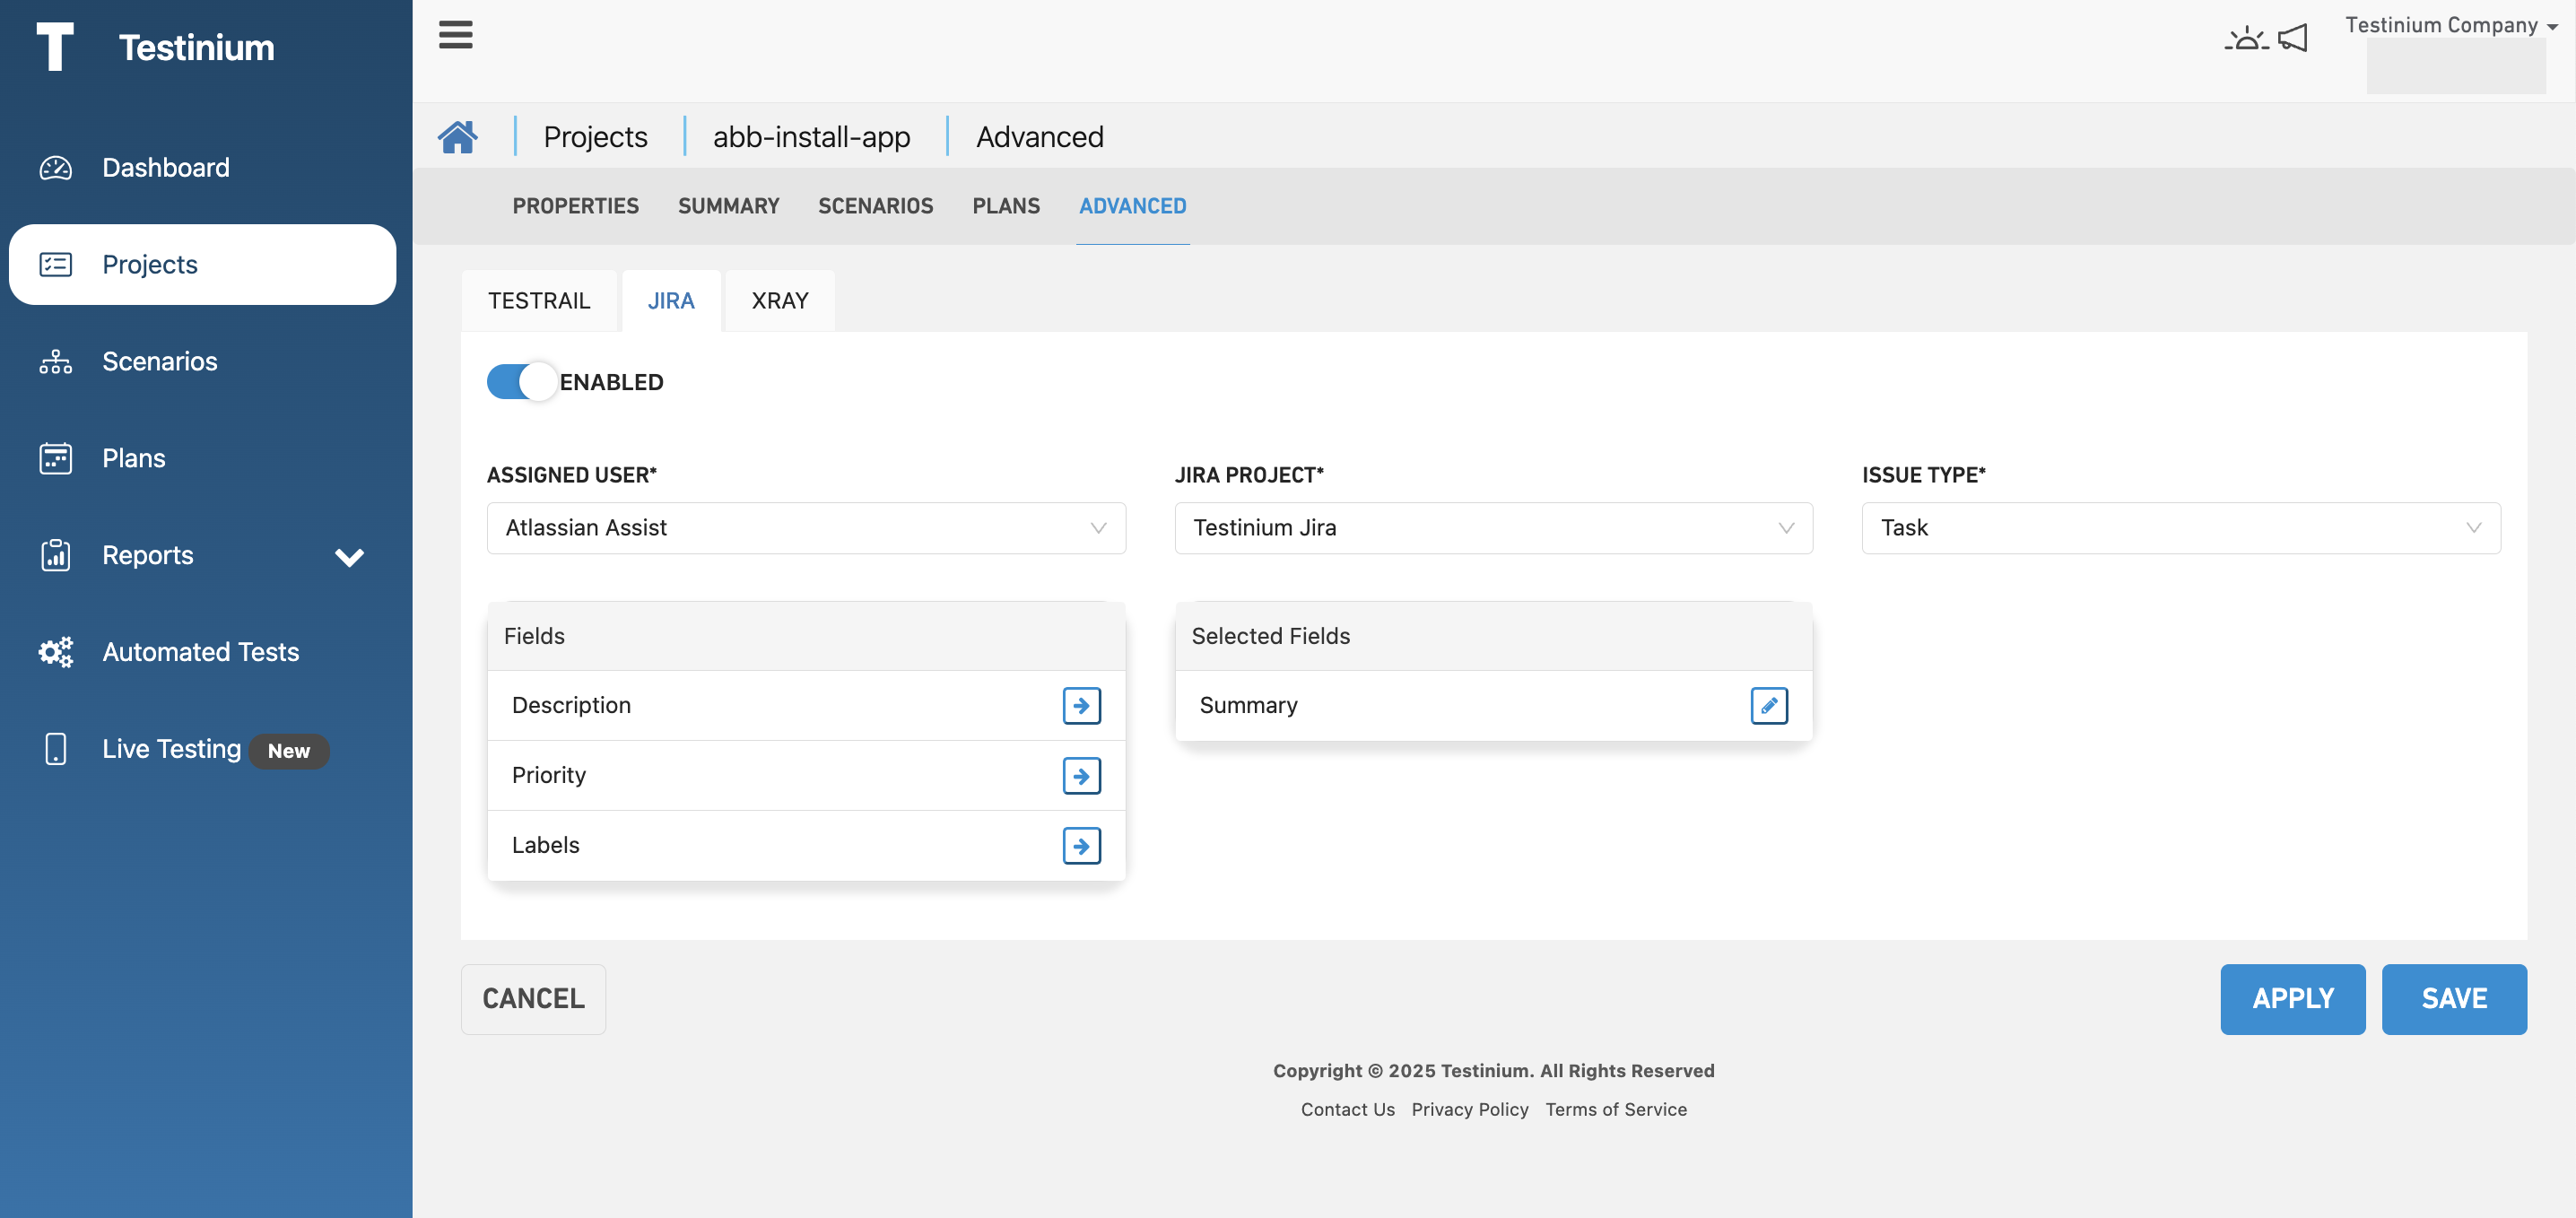 T Testinium
Testinium Company
Dashboard
Projects
Scenarios
Plans
Reports
Automated Tests
Live Testing New
Projects abb-install-app Advanced
PROPERTIES SUMMARY SCENARIOS PLANS ADVANCED
TESTRAIL JIRA XRAY
ENABLED
ASSIGNED USER* JIRA PROJECT* ISSUE TYPE*
Atlassian Assist Testinium Jira Task
Fields Selected Fields
Description Summary
Priority
Labels
CANCEL APPLY SAVE
Copyright © 2025 Testinium. All Rights Reserved
Contact Us Privacy Policy Terms of Service